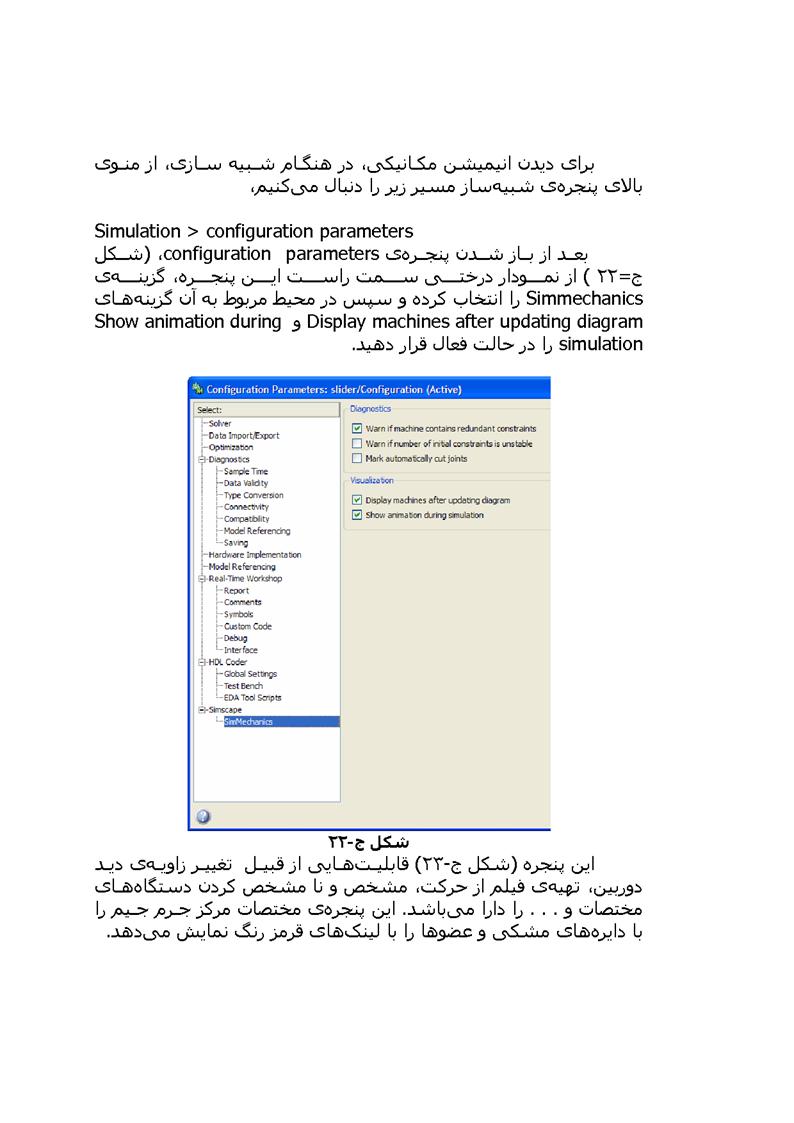 برای دیدن انیمیشن مکانیکی، در هنگام شبیه سازی، از منوی
بالای پنجره‌ی شبیه‌ساز مسیر زیر را دنبال می‌کنیم،
Simulation > configuration parameters
بعد از باز شدن پنجره‌ی configuration parameters، (شکل
ج=۲۲ ) از نمودار درختی سمت راست این پنجره، گزینه‌ی
Simmechanics را انتخاب کرده و سپس در محیط مربوط به آن گزینه‌های
Display machines after updating diagram و Show animation during
simulation را در حالت فعال قرار دهید.
Configuration Parameters: slider/Configuration (Active)
Select:
Solver
Data Import/Export
Optimization
Diagnostics
Sample Time
Data Validity
Type Conversion
Connectivity
Compatibility
Model Referencing
Saving
Hardware Implementation
Model Referencing
Real-Time Workshop
Report
Comments
Symbols
Custom Code
Debug
Interface
HDL Coder
Global Settings
Test Bench
EDA Tool Scripts
Simscape
SimMechanics
Diagnostics
Warn if machine contains redundant constraints
Warn if number of initial constraints is unstable
Mark automatically cut joints
Visualization
Display machines after updating diagram
Show animation during simulation
شکل ج-۲۲
این پنجره (شکل ج-۲۳) قابلیت‌هایی از قبیل تغییر زاویه‌ی دید
دوربین، تهیه‌ی فیلم از حرکت، مشخص و نا مشخص کردن دستگاه‌های
مختصات و . . . را دارا می‌باشد. این پنجره‌ی مختصات مرکز جرم جیم را
با دایره‌های مشکی و عضوها را با لینک‌های قرمز رنگ نمایش می‌دهد.